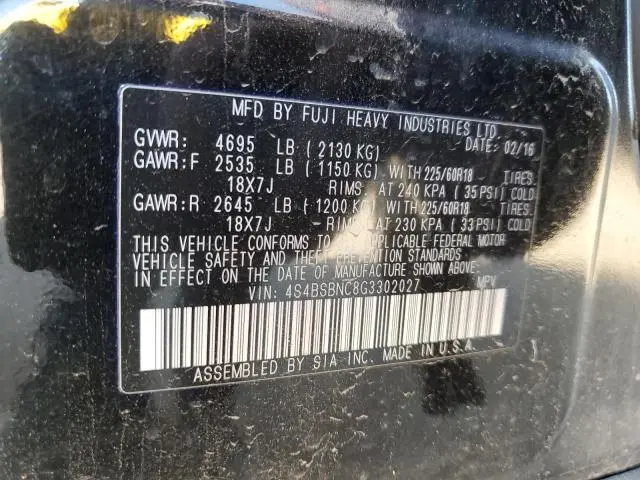 MFD BY FUJI HEAVY INDUSTRIES LTD.
GVWR: 4695 LB (2130 KG) DATE: 02/16
GAWR:F 2535 LB (1150 KG) WITH 225/60R18 TIRES
18X7J RIMS AT 240 KPA (35 PSI) COLD
GAWR:R 2645 LB (1200 KG) WITH 225/60R18 TIRES
18X7J RIMS AT 230 KPA (33 PSI) COLD
THIS VEHICLE CONFORMS TO ALL APPLICABLE FEDERAL MOTOR
VEHICLE SAFETY AND THEFT PREVENTION STANDARDS
IN EFFECT ON THE DATE OF MANUFACTURE SHOWN ABOVE.
VIN: 4S4BSBNC8G3302027 MPV
ASSEMBLED BY SIA INC. MADE IN U.S.A.